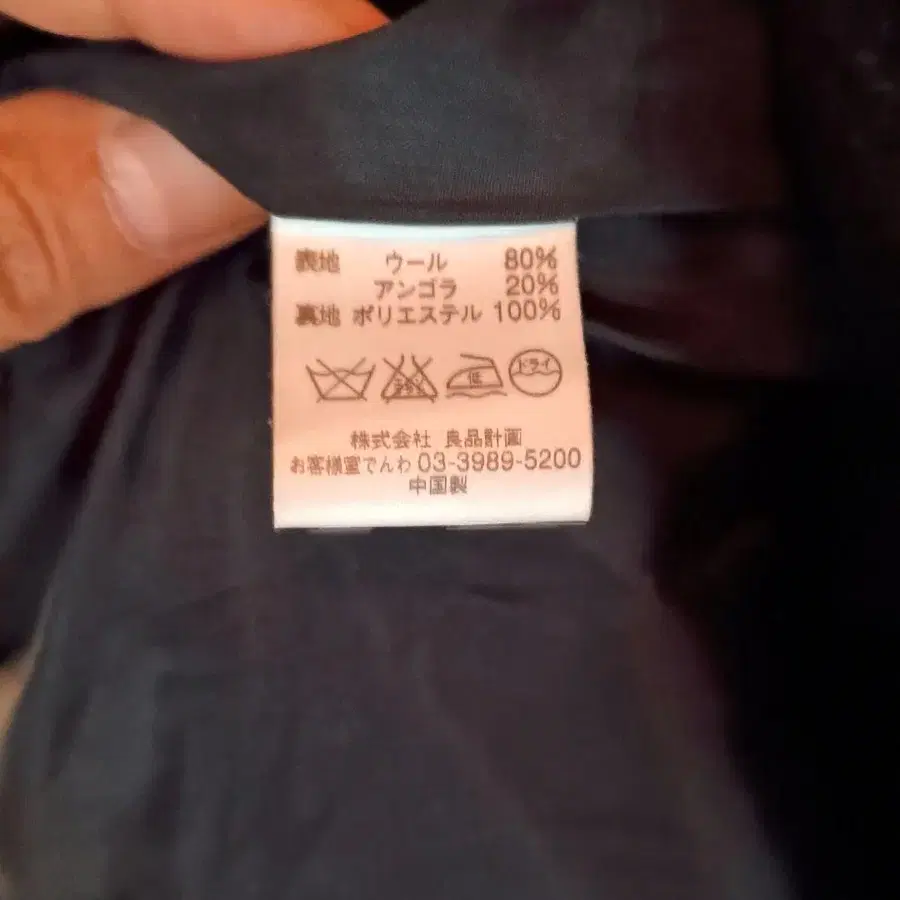 表地 ウール 80%
アンゴラ 20%
裏地 ポリエステル 100%
低 ドライ
株式会社 良品計画
お客様室でんわ 03-3989-5200
中国製